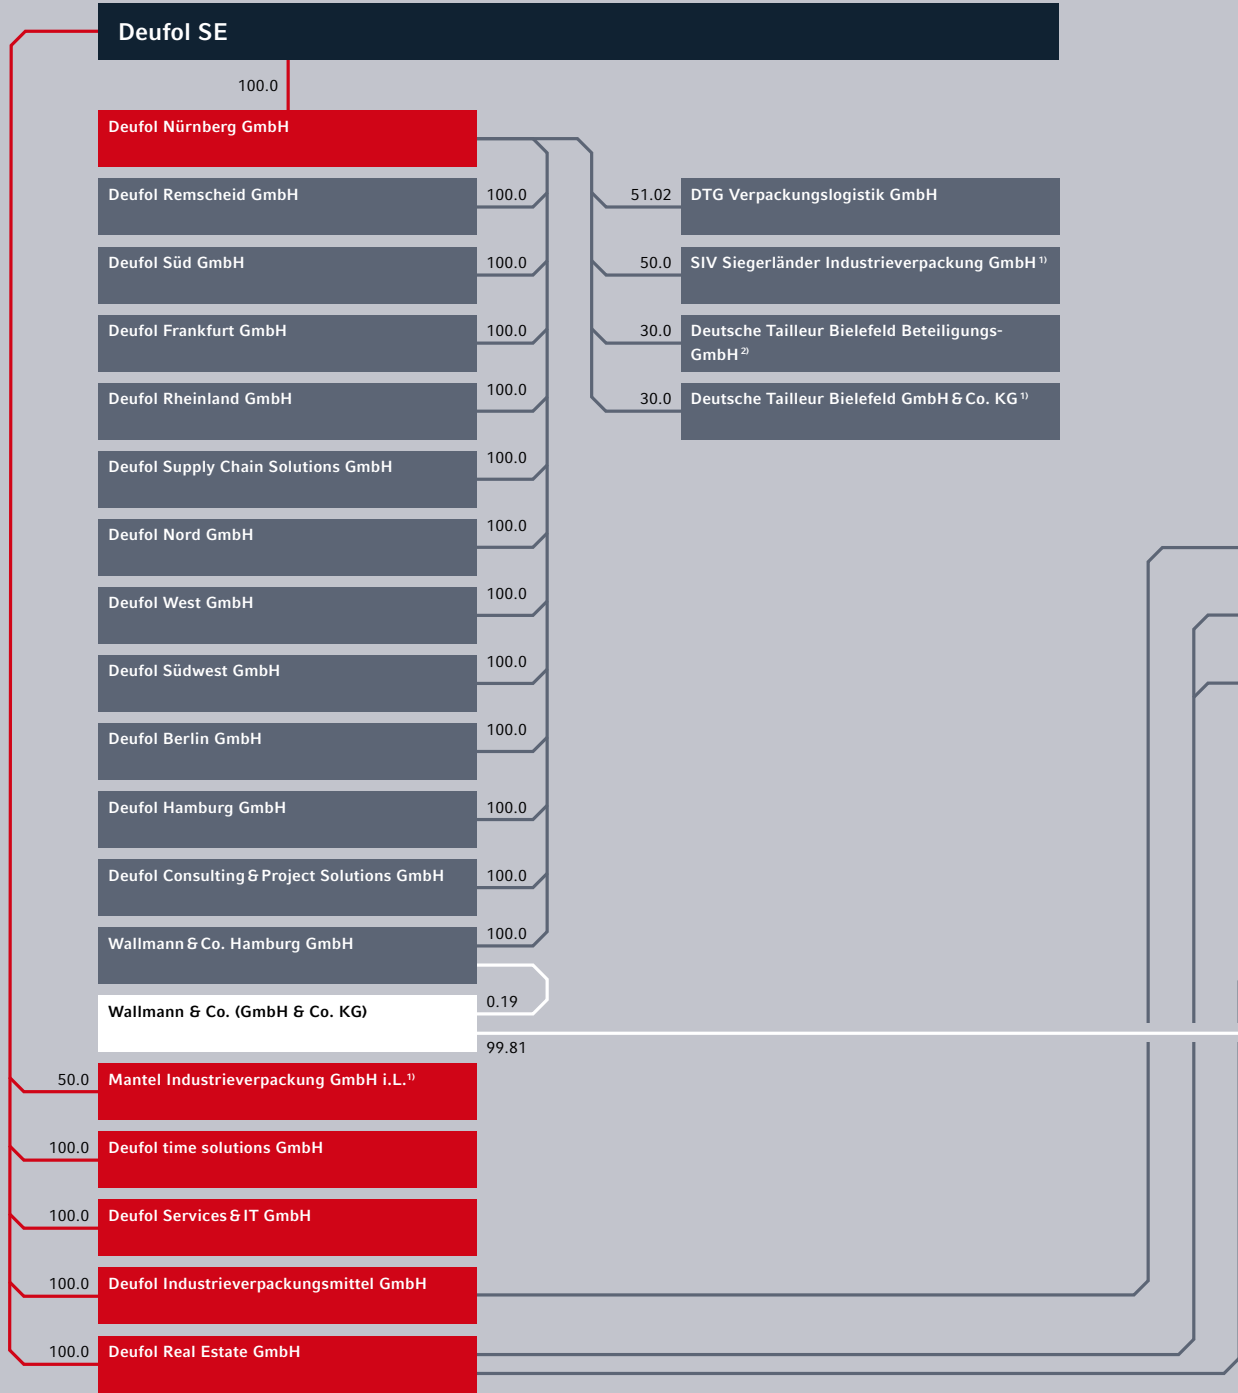 Deufol SE
100.0
Deufol Nürnberg GmbH
Deufol Remscheid GmbH
100.0
51.02
DTG Verpackungslogistik GmbH
Deufol Süd GmbH
100.0
50.0
SIV Siegerländer Industrieverpackung GmbH 1)
Deufol Frankfurt GmbH
100.0
30.0
Deutsche Tailleur Bielefeld Beteiligungs-
GmbH 2)
Deufol Rheinland GmbH
100.0
30.0
Deutsche Tailleur Bielefeld GmbH & Co. KG 1)
Deufol Supply Chain Solutions GmbH
100.0
Deufol Nord GmbH
100.0
Deufol West GmbH
100.0
Deufol Südwest GmbH
100.0
Deufol Berlin GmbH
100.0
Deufol Hamburg GmbH
100.0
Deufol Consulting & Project Solutions GmbH
100.0
Wallmann & Co. Hamburg GmbH
100.0
Wallmann & Co. (GmbH & Co. KG)
0.19
99.81
50.0
Mantel Industrieverpackung GmbH i.L.1)
100.0
Deufol time solutions GmbH
100.0
Deufol Services & IT GmbH
100.0
Deufol Industrieverpackungsmittel GmbH
100.0
Deufol Real Estate GmbH